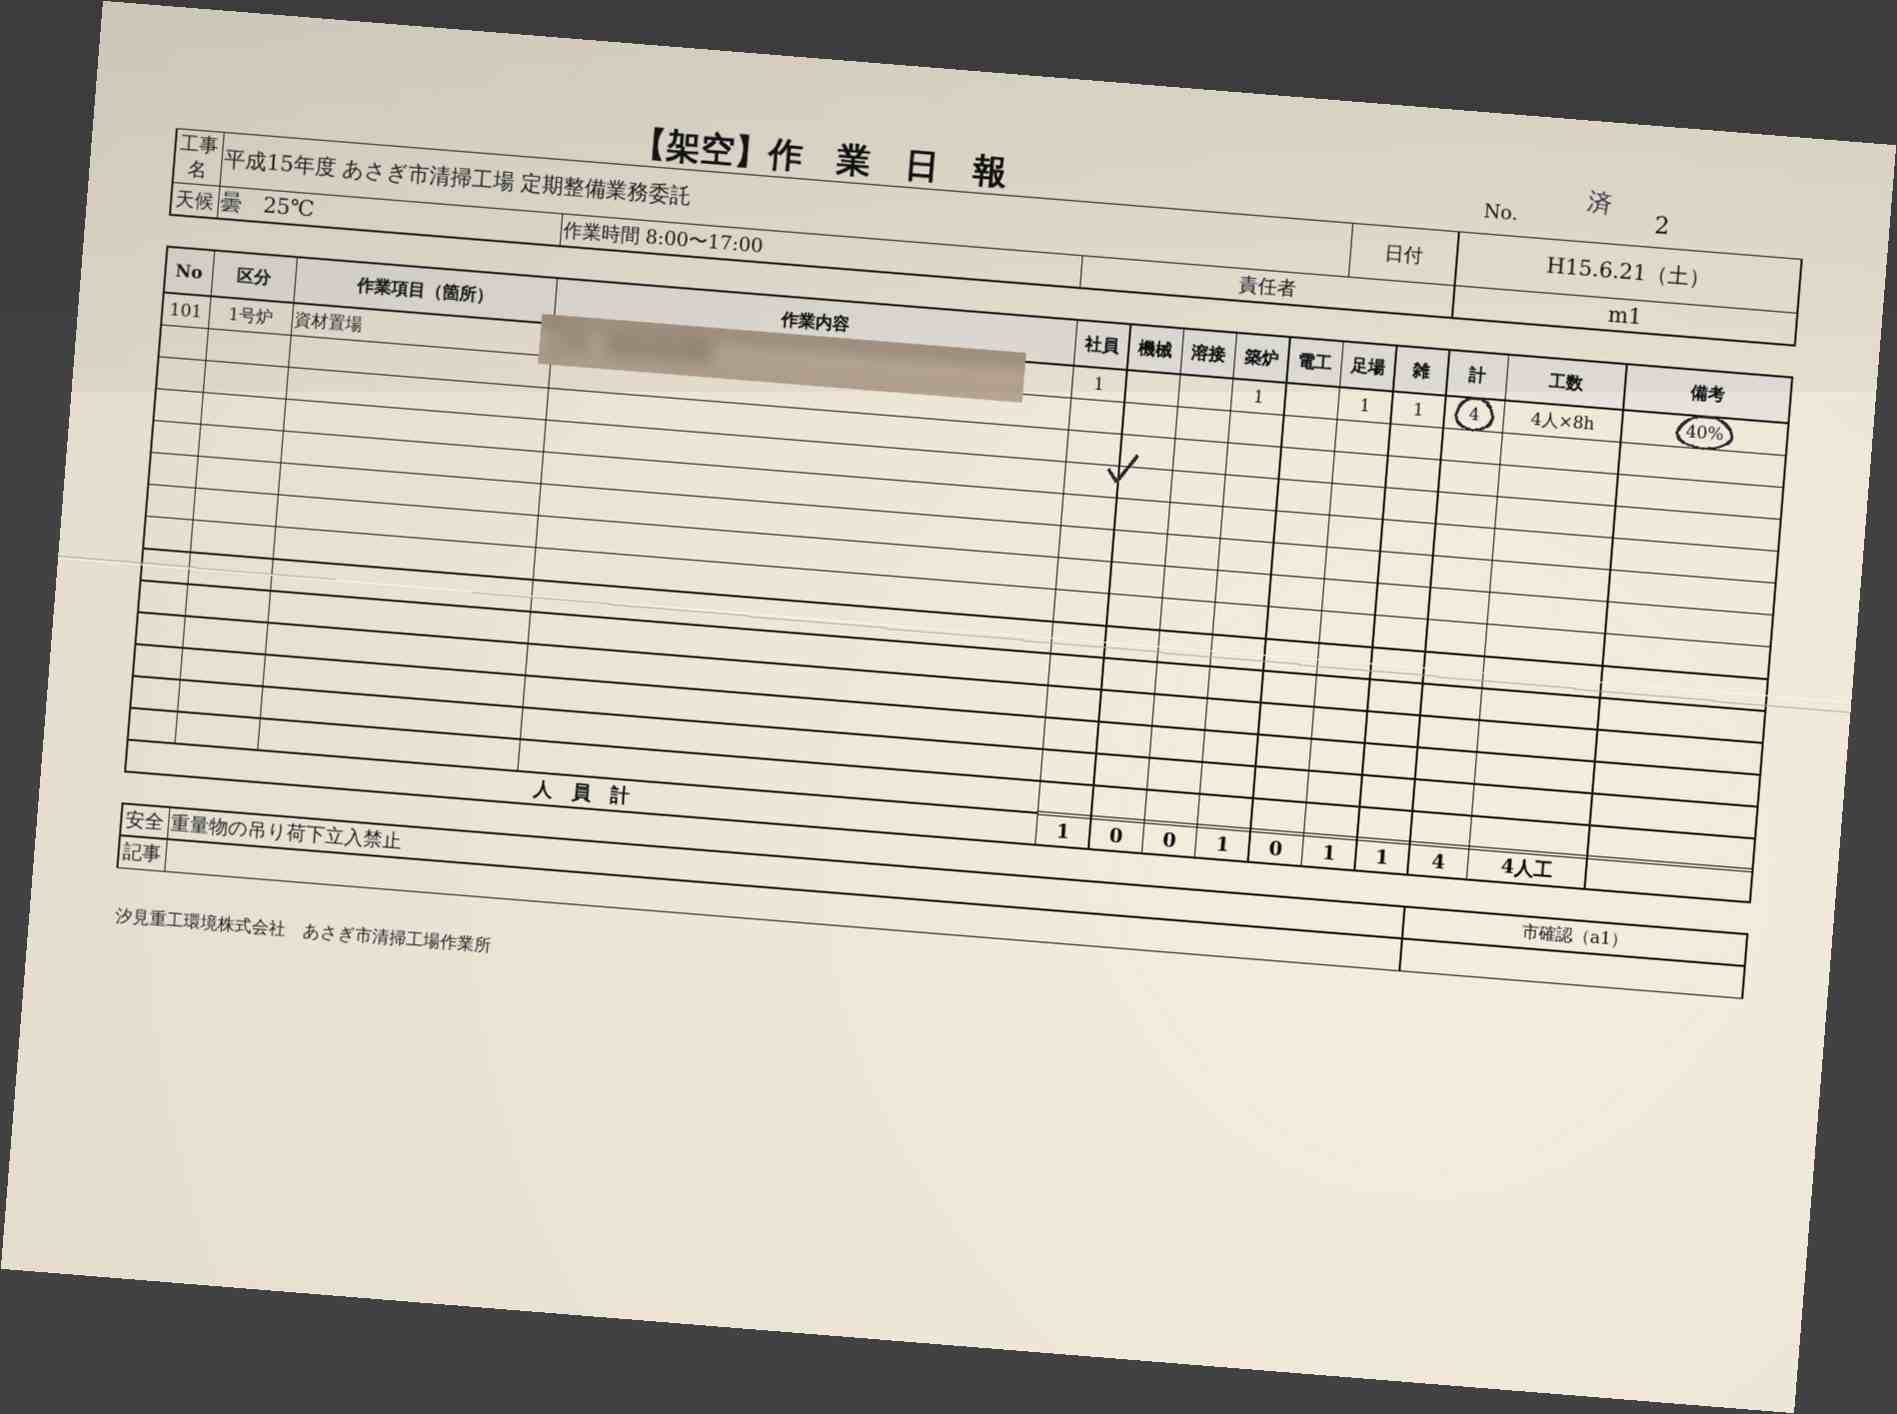 【架空】作 業 日 報
No. 済 2
工事名 平成15年度 あさぎ市清掃工場 定期整備業務委託 日付 H15.6.21（土）
天候 曇 25℃ 作業時間 8:00〜17:00 責任者 m1
No 区分 作業項目（箇所） 作業内容 社員 機械 溶接 築炉 電工 足場 雑 計 工数 備考
101 1号炉 資材置場 1 1 1 1 4 4人×8h 40%
人 員 計 1 0 0 1 0 1 1 4 4人工
安全 重量物の吊り荷下立入禁止 市確認（a1）
記事
汐見重工環境株式会社 あさぎ市清掃工場作業所